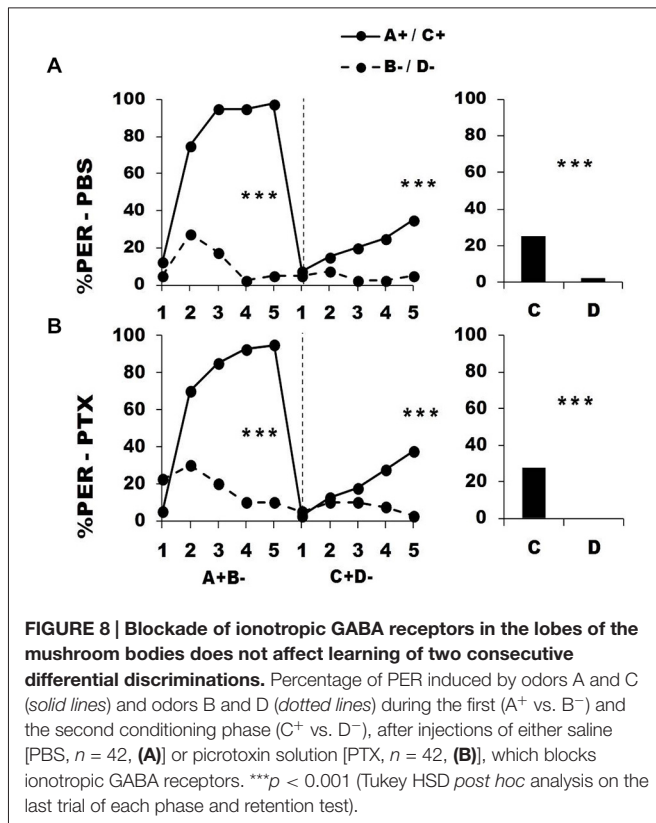 A+ / C+
B- / D-
A
%PER - PBS
100
80
60
40
20
0
***
***
1 2 3 4 5 1 2 3 4 5
100
80
60
40
20
0
***
C D
B
%PER - PTX
100
80
60
40
20
0
***
***
1 2 3 4 5 1 2 3 4 5
A+B- C+D-
100
80
60
40
20
0
***
C D
FIGURE 8 | Blockade of ionotropic GABA receptors in the lobes of the
mushroom bodies does not affect learning of two consecutive
differential discriminations. Percentage of PER induced by odors A and C
(solid lines) and odors B and D (dotted lines) during the first (A⁺ vs. B⁻) and
the second conditioning phase (C⁺ vs. D⁻), after injections of either saline
[PBS, n = 42, (A)] or picrotoxin solution [PTX, n = 42, (B)], which blocks
ionotropic GABA receptors. ***p < 0.001 (Tukey HSD post hoc analysis on the
last trial of each phase and retention test).